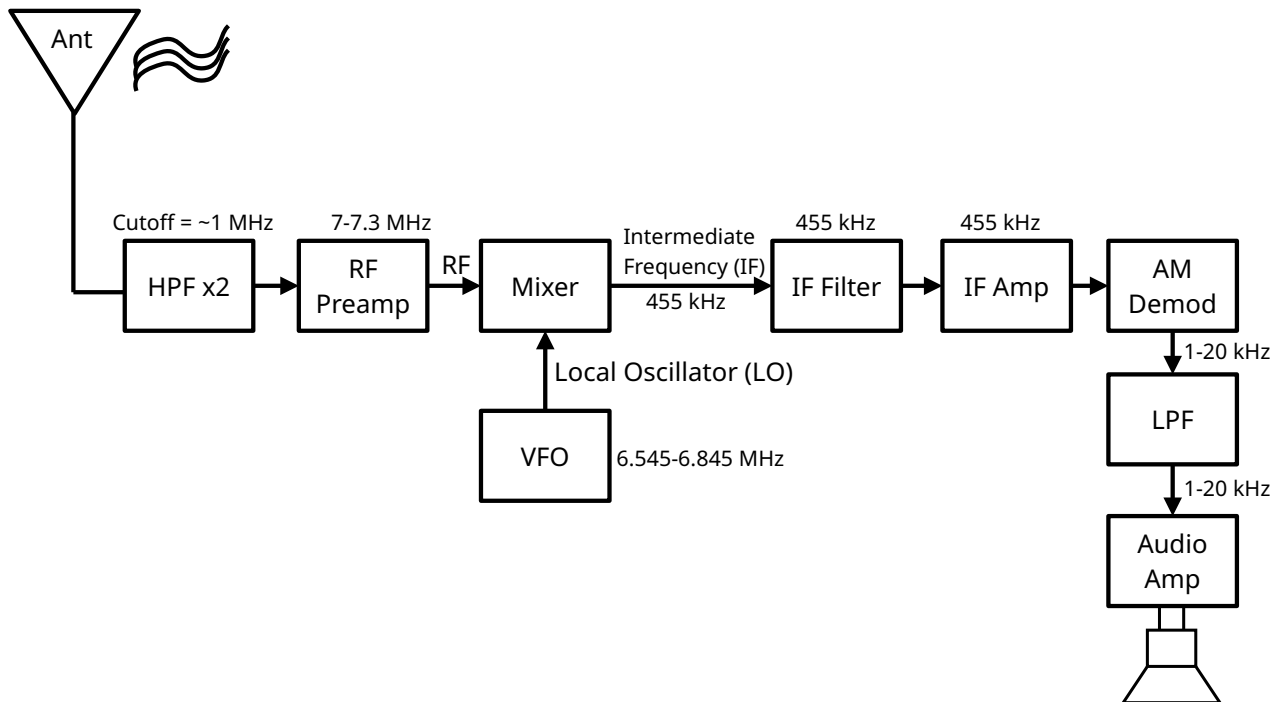 Ant
Cutoff = ~1 MHz
HPF x2
7-7.3 MHz
RF
Preamp
RF
Mixer
Intermediate
Frequency (IF)
455 kHz
455 kHz
IF Filter
455 kHz
IF Amp
AM
Demod
1-20 kHz
LPF
1-20 kHz
Audio
Amp
Local Oscillator (LO)
VFO
6.545-6.845 MHz